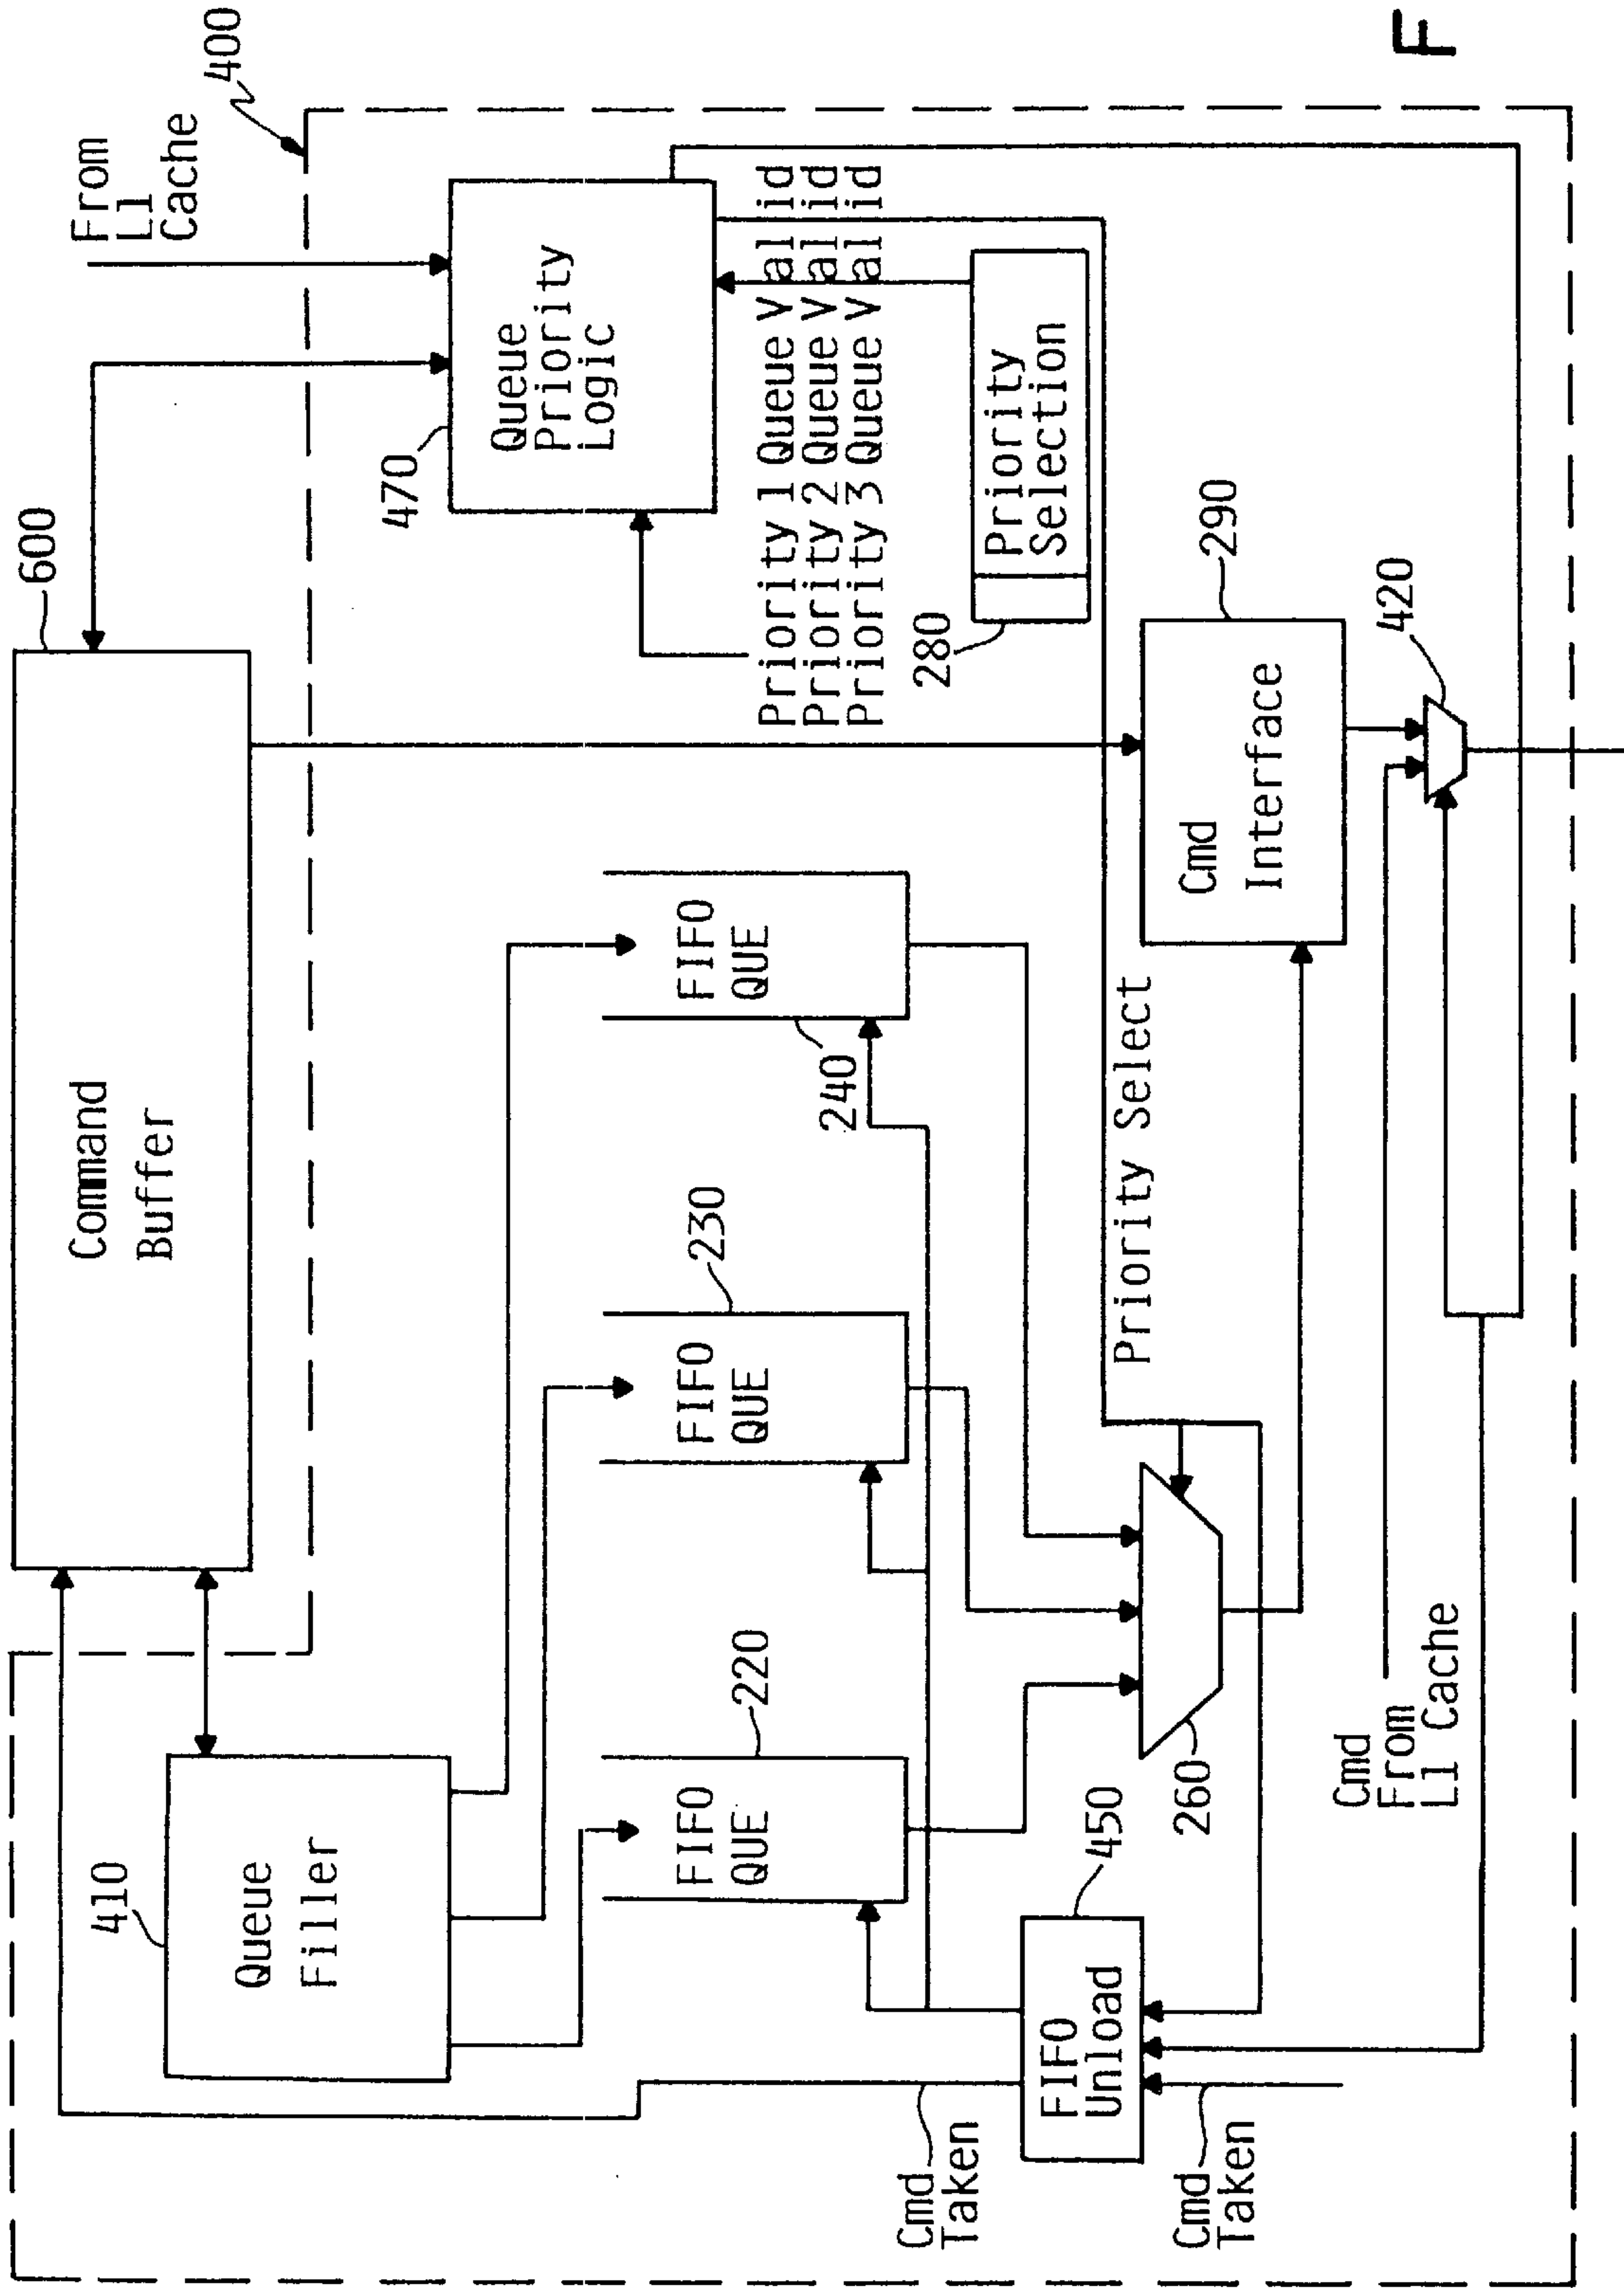 600
Command
Buffer
From
L1
Cache
400
410
Queue
Filler
470
Queue
Priority
Logic
FIFO
QUE
220
FIFO
QUE
230
FIFO
QUE
240
Priority 1 Queue Valid
Priority 2 Queue Valid
Priority 3 Queue Valid
280
Priority
Selection
Cmd
Taken
FIFO
Unload
450
260
Priority Select
Cmd
Interface
290
Cmd
Taken
Cmd
From
L1 Cache
420
F